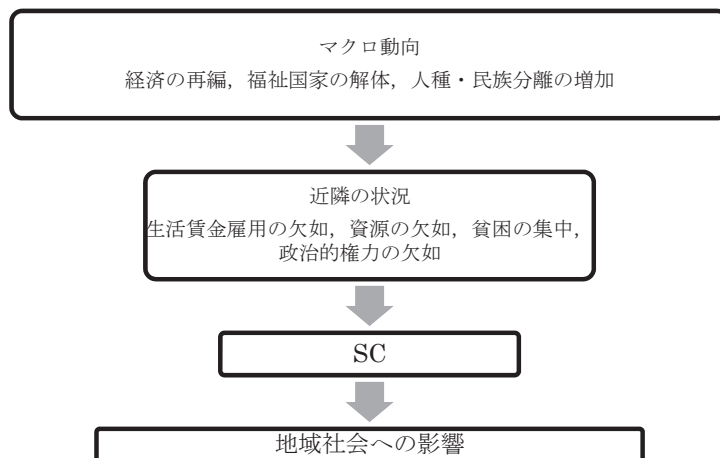 マクロ動向
経済の再編，福祉国家の解体，人種・民族分離の増加
近隣の状況
生活賃金雇用の欠如，資源の欠如，貧困の集中，
政治的権力の欠如
SC
地域社会への影響